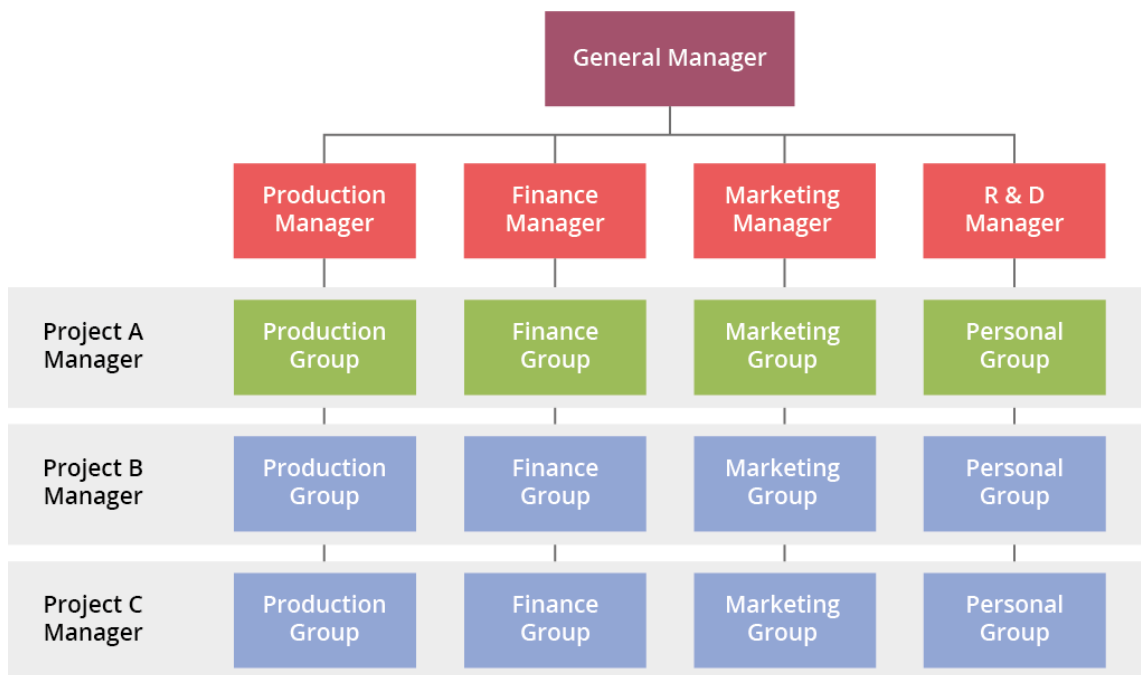 General Manager
Production
Manager
Finance
Manager
Marketing
Manager
R & D
Manager
Project A
Manager
Production
Group
Finance
Group
Marketing
Group
Personal
Group
Project B
Manager
Production
Group
Finance
Group
Marketing
Group
Personal
Group
Project C
Manager
Production
Group
Finance
Group
Marketing
Group
Personal
Group